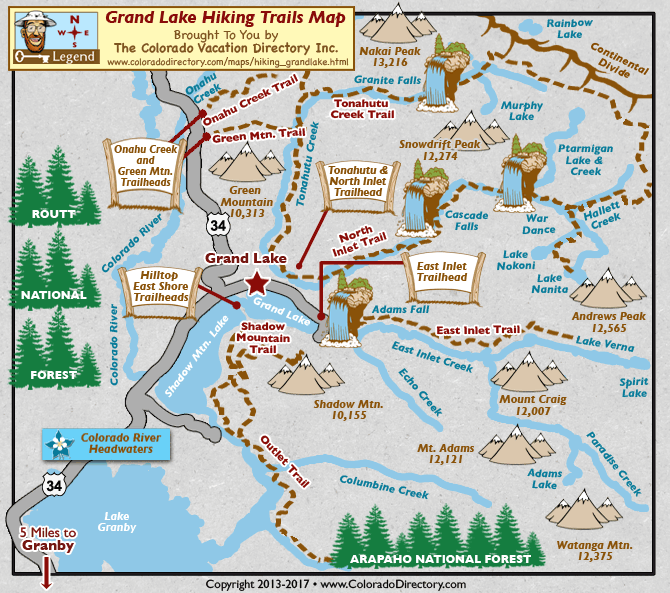 Grand Lake Hiking Trails Map
Brought To You by
The Colorado Vacation Directory Inc.
www.coloradodirectory.com/maps/hiking_grandlake.html
N
W E
S
Legend
Nakai Peak
13,216
Rainbow
Lake
Continental
Divide
Granite Falls
Onahu
Creek
Onahu Creek Trail
Tonahutu
Creek Trail
Murphy
Lake
Green Mtn. Trail
Tonahutu Creek
Snowdrift Peak
12,274
Ptarmigan
Lake &
Creek
Onahu Creek
and
Green Mtn.
Trailheads
Green
Mountain
10,313
Tonahutu &
North Inlet
Trailhead
ROUTT
34
Colorado River
Cascade
Falls
War
Dance
Hallett
Creek
North
Inlet Trail
Grand Lake
Lake
Nokoni
Lake
Nanita
NATIONAL
Hilltop
East Shore
Trailheads
East Inlet
Trailhead
Grand Lake
Adams Fall
Andrews Peak
12,565
Colorado River
Shadow Mtn. Lake
Shadow
Mountain
Trail
East Inlet Trail
Lake Verna
East Inlet Creek
FOREST
Spirit
Lake
Shadow Mtn.
10,155
Echo Creek
Mount Craig
12,007
Colorado River
Headwaters
Outlet Trail
Mt. Adams
12,121
Paradise Creek
Adams
Lake
34
Columbine Creek
Lake
Granby
5 Miles to
Granby
ARAPAHO NATIONAL FOREST
Watanga Mtn.
12,375
Copyright 2013-2017 • www.ColoradoDirectory.com